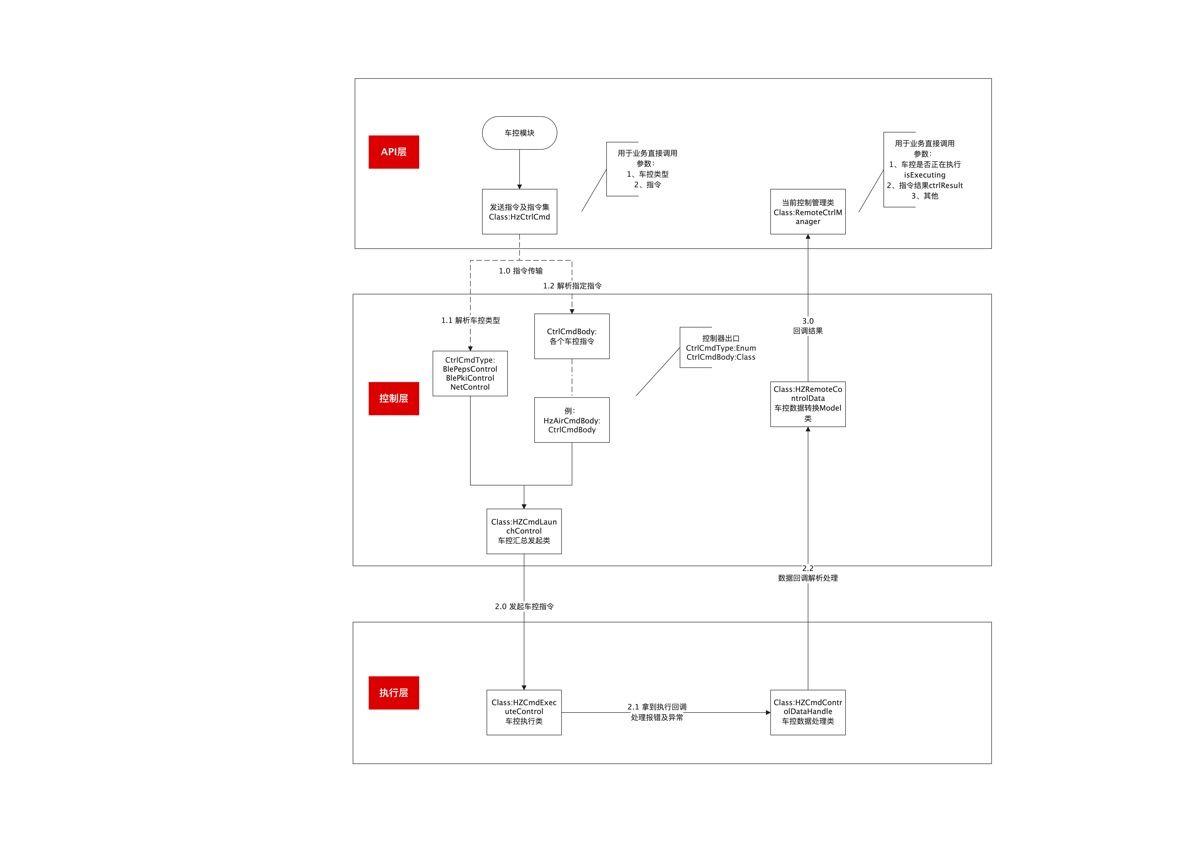 API层
车控模块
发送指令及指令集
Class:HzCtrlCmd
用于业务直接调用
参数：
1、车控类型
2、指令
当前控制管理类
Class:RemoteCtrlM
anager
用于业务直接调用
参数：
1、车控是否正在执行
isExecuting
2、指令结果ctrlResult
3、其他
1.0 指令传输
1.2 解析指定指令
1.1 解析车控类型
控制层
CtrlCmdType:
BlePepsControl
BlePkiControl
NetControl
CtrlCmdBody:
各个车控指令
例：
HzAirCmdBody:
CtrlCmdBody
控制器出口
CtrlCmdType:Enum
CtrlCmdBody:Class
3.0
回调结果
Class:HZRemoteCo
ntrolData
车控数据转换Model
类
Class:HZCmdLaun
chControl
车控汇总发起类
2.0 发起车控指令
2.2
数据回调解析处理
执行层
Class:HZCmdExec
uteControl
车控执行类
2.1 拿到执行回调
处理报错及异常
Class:HZCmdContr
olDataHandle
车控数据处理类